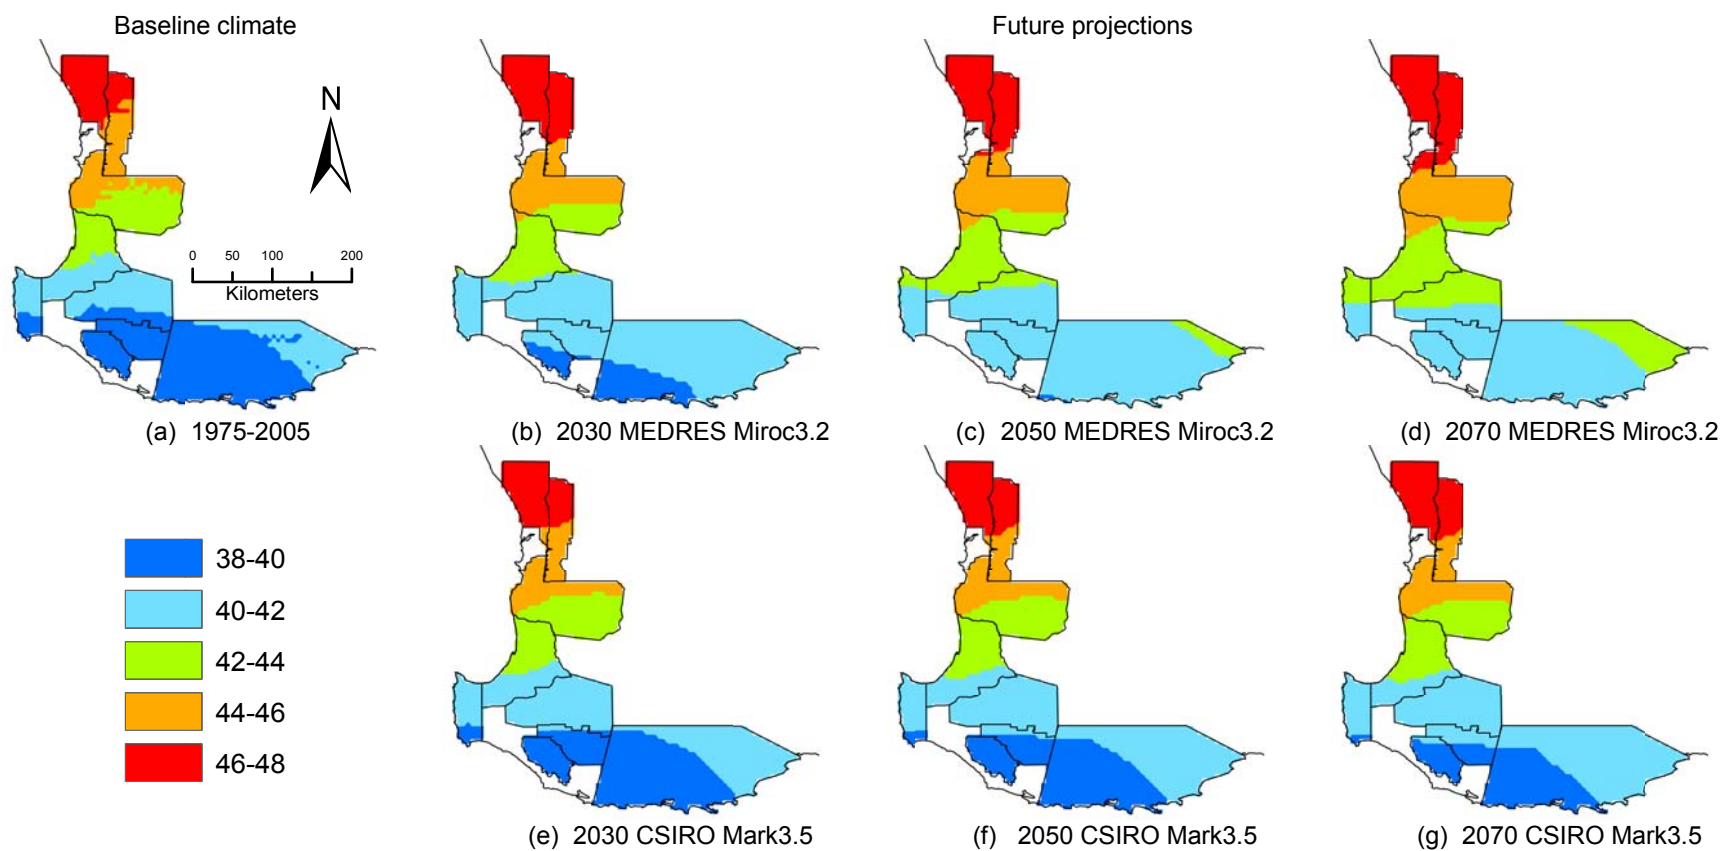 Baseline climate
Future projections
N
0 50 100 200
Kilometers
(a) 1975-2005
(b) 2030 MEDRES Miroc3.2
(c) 2050 MEDRES Miroc3.2
(d) 2070 MEDRES Miroc3.2
38-40
40-42
42-44
44-46
46-48
(e) 2030 CSIRO Mark3.5
(f) 2050 CSIRO Mark3.5
(g) 2070 CSIRO Mark3.5